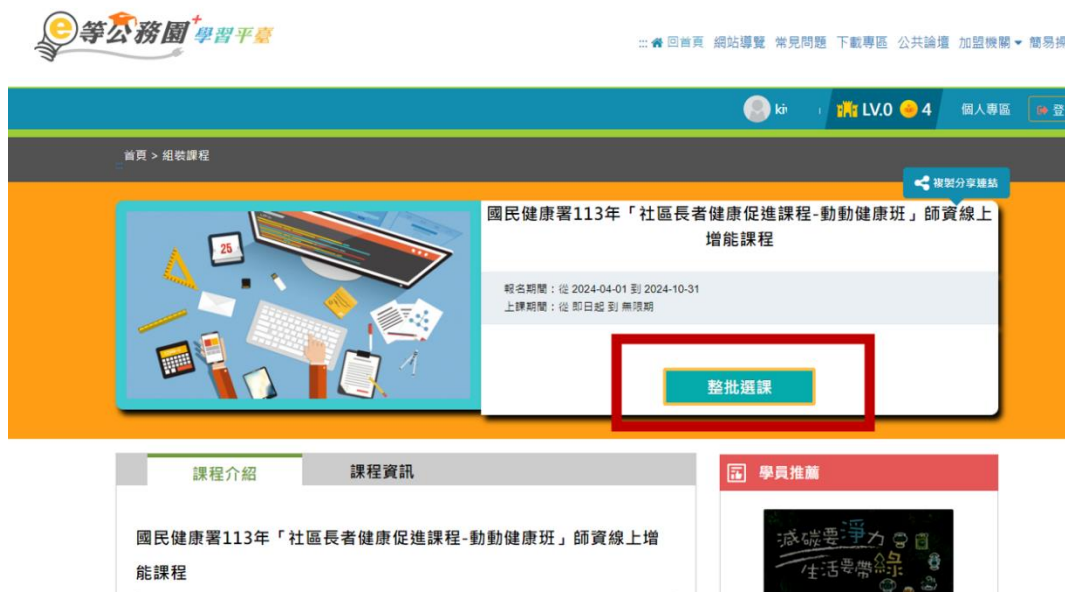 e等公務園+學習平臺
::: 回首頁 網站導覽 常見問題 下載專區 公共論壇 加盟機關 簡易操
LV.0 4 個人專區 登
首頁 > 組裝課程
複製分享連結
25
國民健康署113年「社區長者健康促進課程-動動健康班」師資線上
增能課程
報名期間：從 2024-04-01 到 2024-10-31
上課期間：從 即日起 到 無限期
整批選課
課程介紹 課程資訊
學員推薦
國民健康署113年「社區長者健康促進課程-動動健康班」師資線上增
能課程
減碳要淨力
生活要帶綠